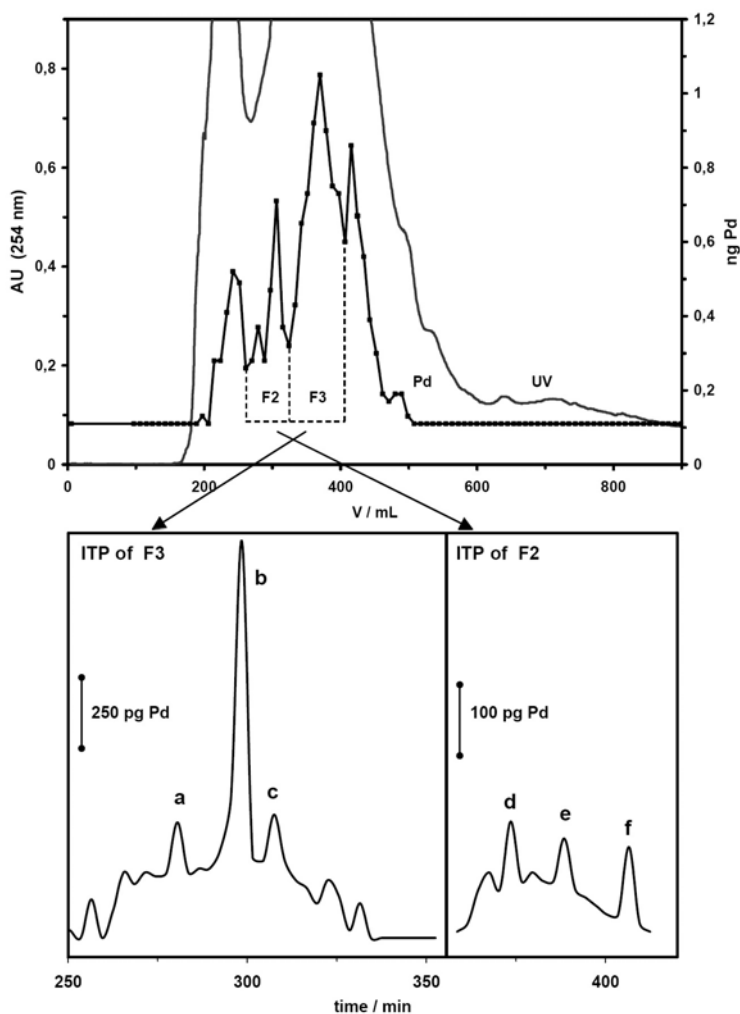 AU (254 nm)
0,8
0,6
0,4
0,2
0
1,2
1
0,8
0,6
0,4
0,2
0
ng Pd
F2
F3
Pd
UV
0
200
400
600
800
V / mL
ITP of F3
ITP of F2
b
250 pg Pd
100 pg Pd
a
c
d
e
f
250
300
350
400
time / min